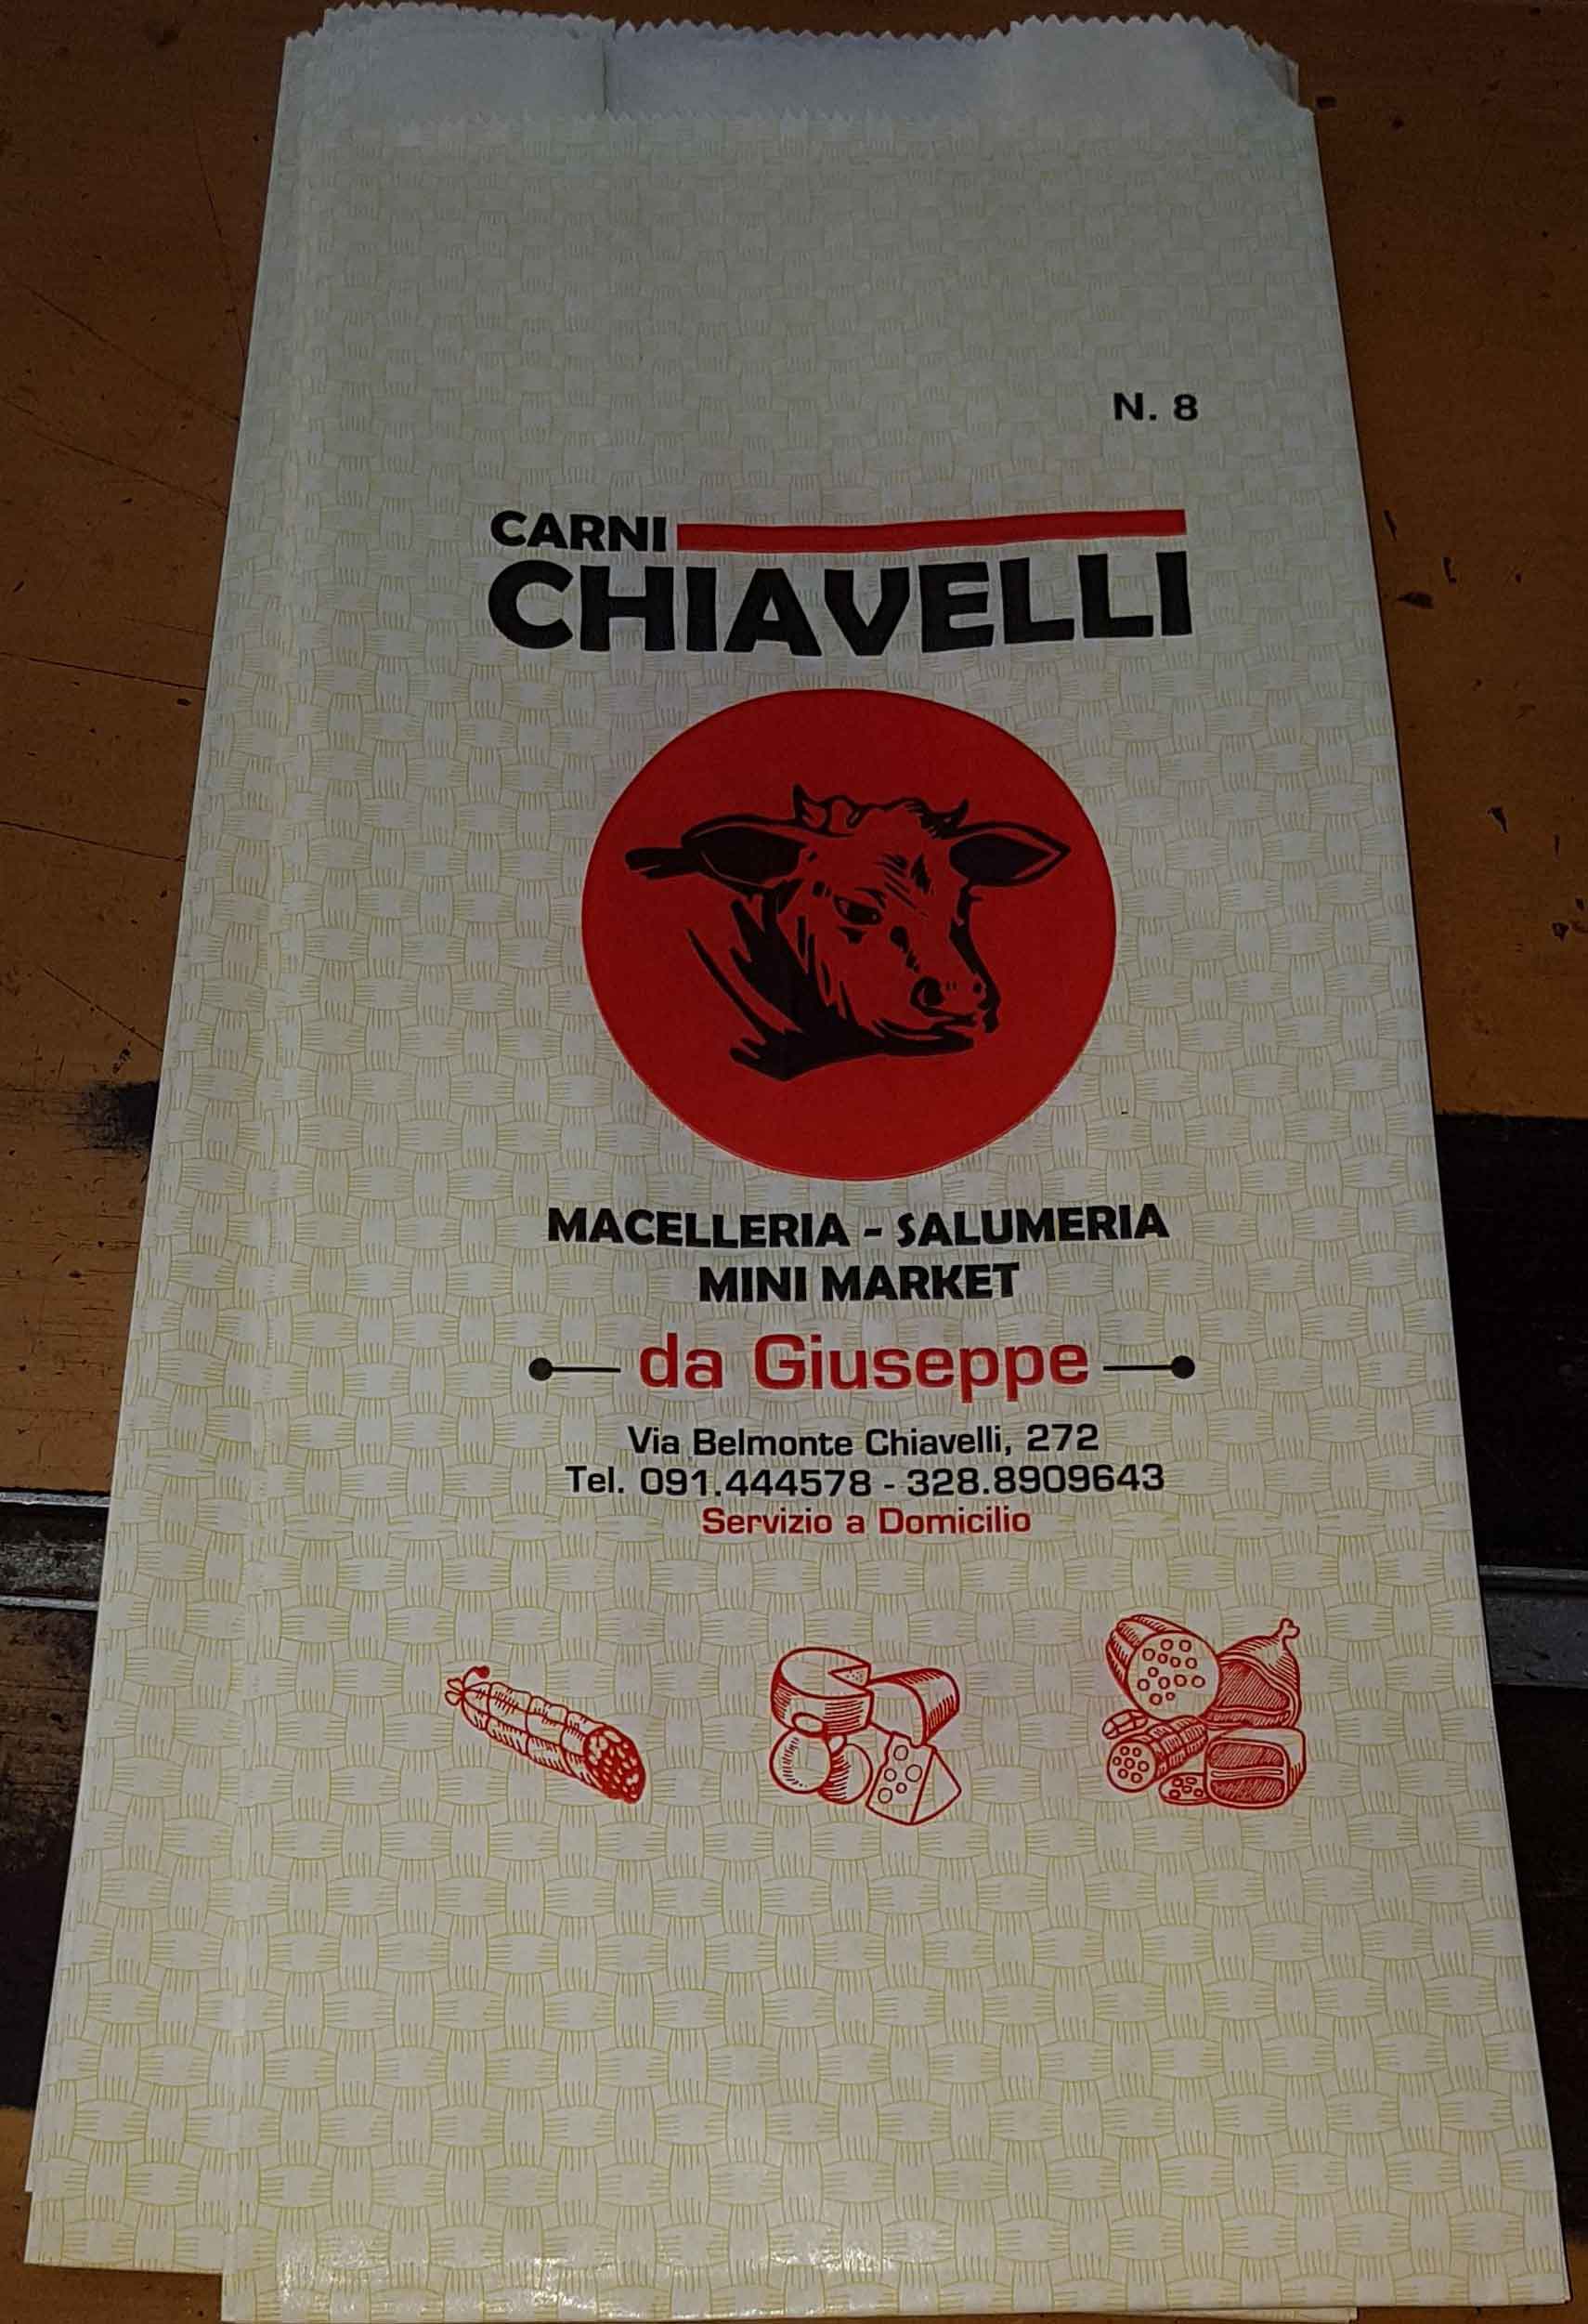 N. 8
CARNI
CHIAVELLI
MACELLERIA - SALUMERIA
MINI MARKET
da Giuseppe
Via Belmonte Chiavelli, 272
Tel. 091.444578 - 328.8909643
Servizio a Domicilio